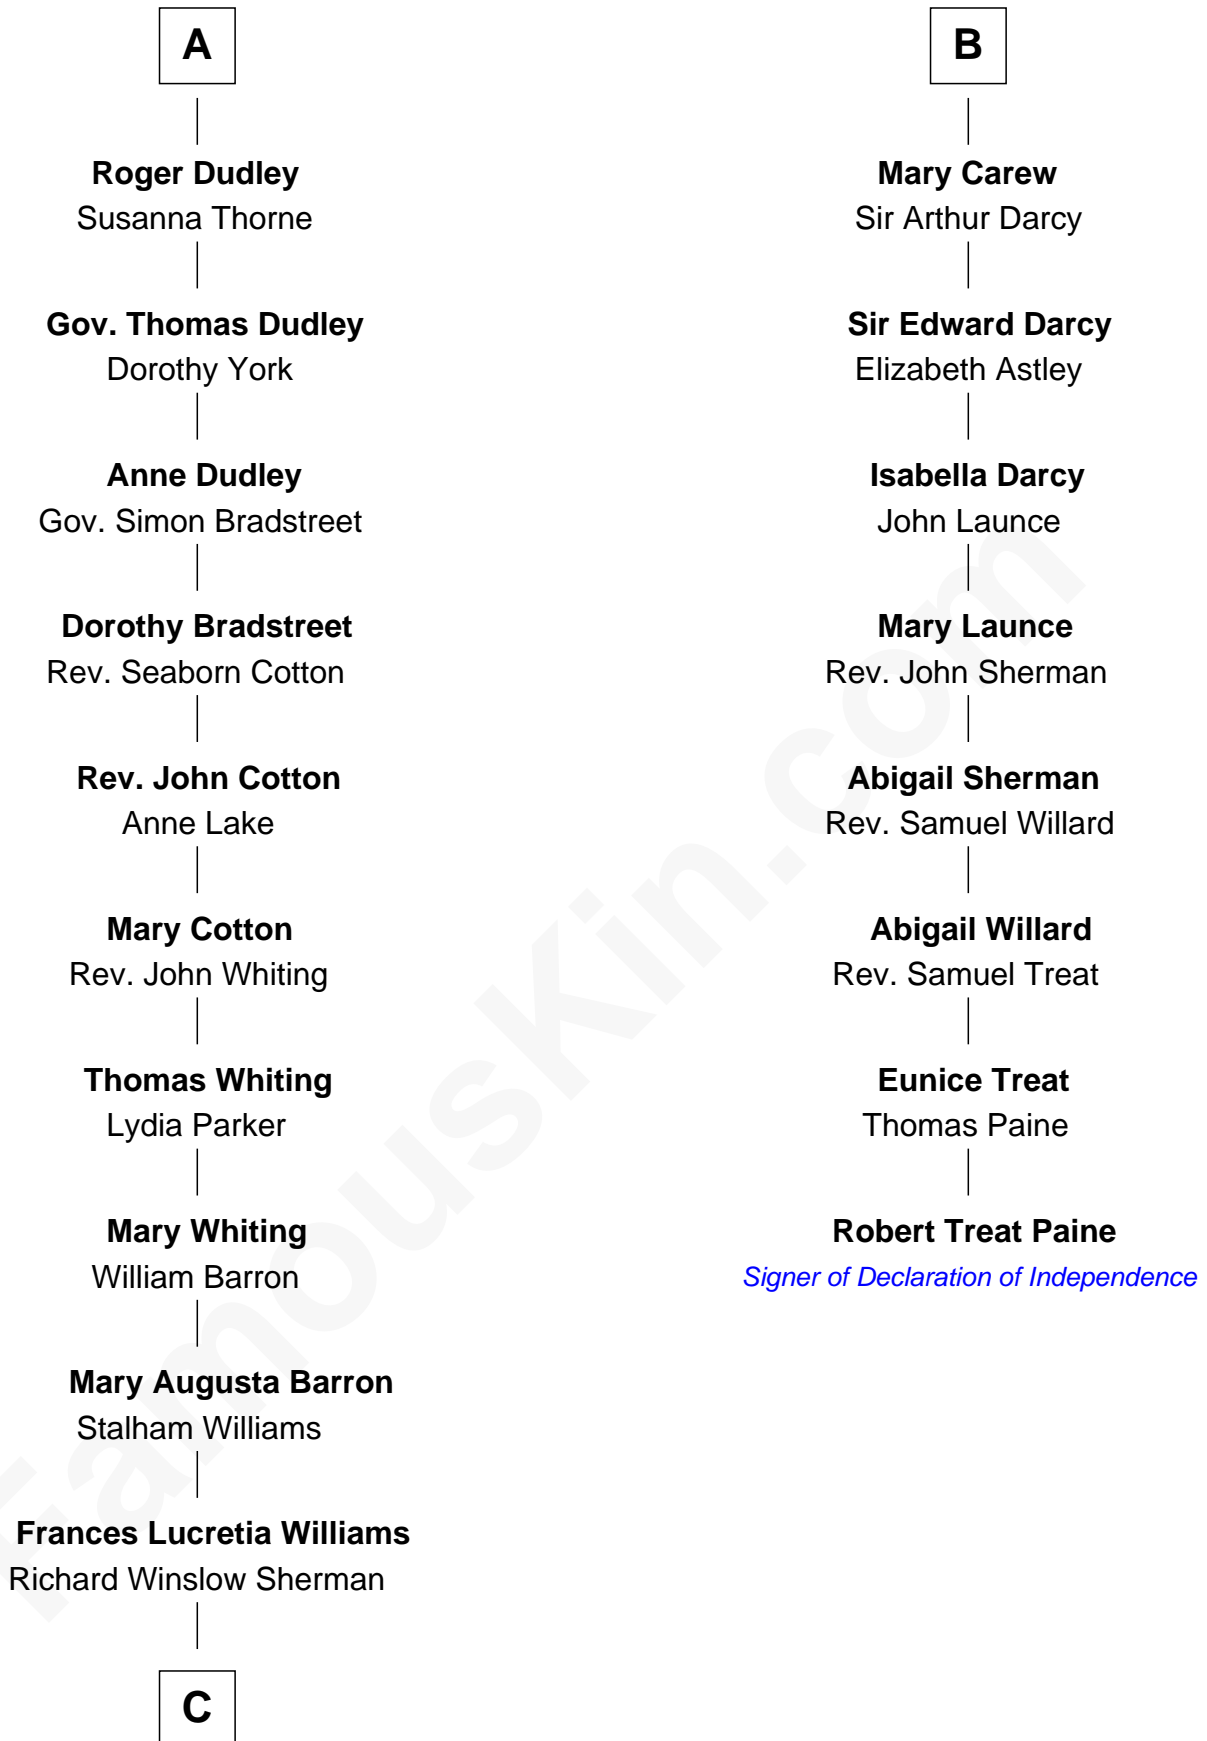 A
Roger Dudley
Susanna Thorne
Gov. Thomas Dudley
Dorothy York
Anne Dudley
Gov. Simon Bradstreet
Dorothy Bradstreet
Rev. Seaborn Cotton
Rev. John Cotton
Anne Lake
Mary Cotton
Rev. John Whiting
Thomas Whiting
Lydia Parker
Mary Whiting
William Barron
Mary Augusta Barron
Stalham Williams
Frances Lucretia Williams
Richard Winslow Sherman
C
B
Mary Carew
Sir Arthur Darcy
Sir Edward Darcy
Elizabeth Astley
Isabella Darcy
John Launce
Mary Launce
Rev. John Sherman
Abigail Sherman
Rev. Samuel Willard
Abigail Willard
Rev. Samuel Treat
Eunice Treat
Thomas Paine
Robert Treat Paine
Signer of Declaration of Independence
FamousKin.com